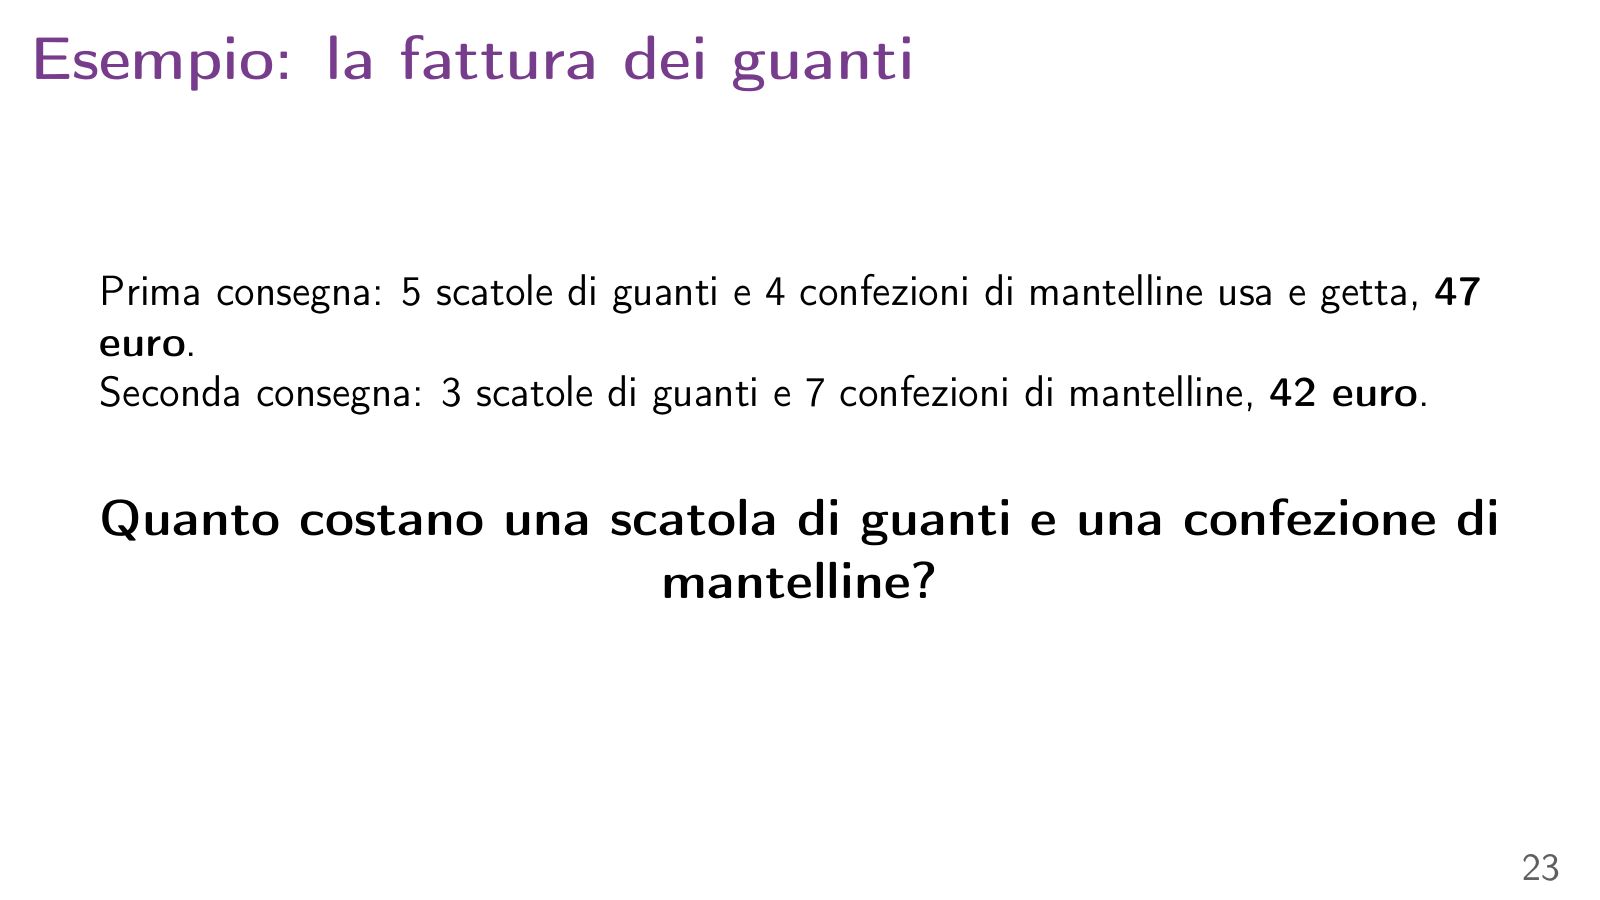 Esempio: la fattura dei guanti
Prima consegna: 5 scatole di guanti e 4 confezioni di mantelline usa e getta, 47
euro.
Seconda consegna: 3 scatole di guanti e 7 confezioni di mantelline, 42 euro.
Quanto costano una scatola di guanti e una confezione di
mantelline?
23